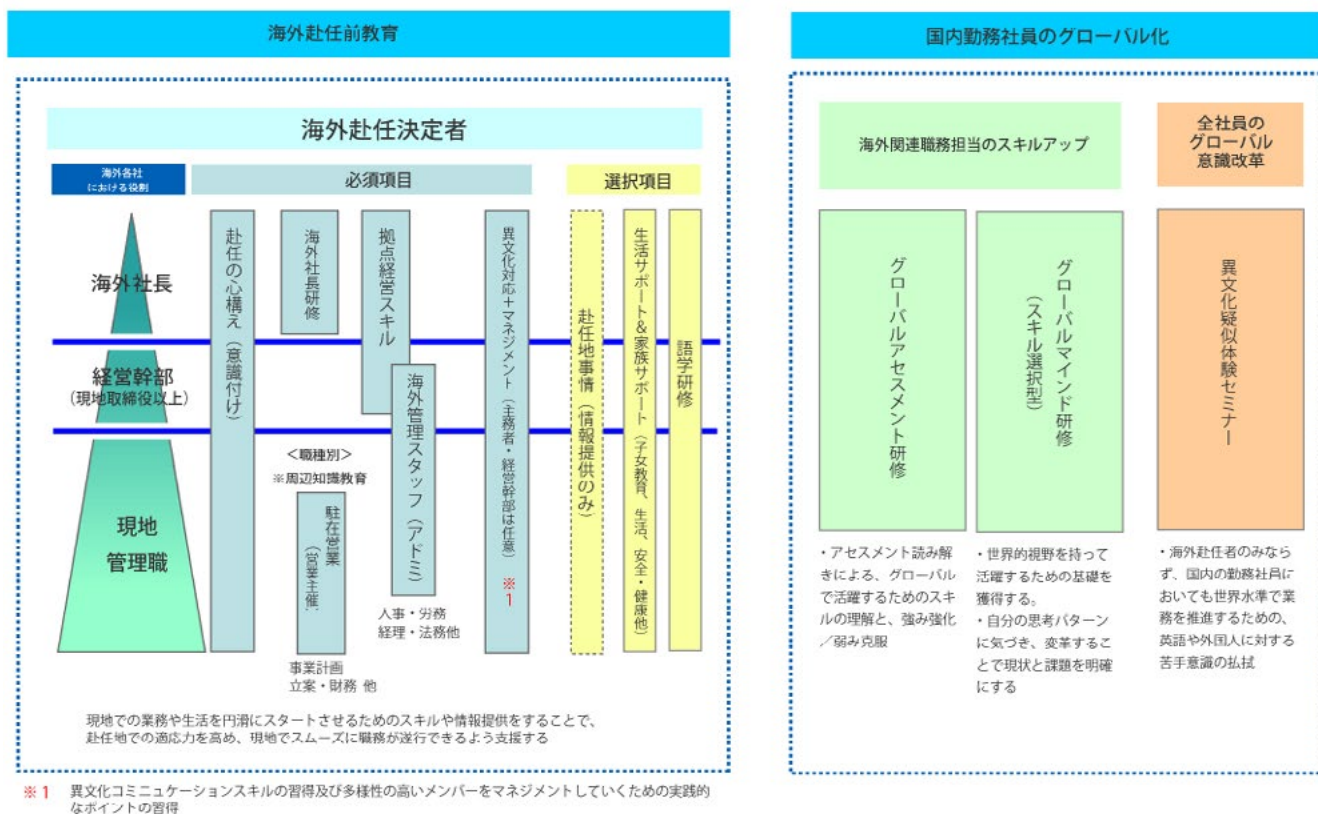 海外赴任前教育
海外赴任決定者
海外各社
における役割
必須項目
選択項目
海外社長
経営幹部
（現地取締役以上）
現地
管理職
赴任の心構え（意識付け）
海外社長研修
拠点経営スキル
海外管理スタッフ（アドミ）
人事・労務
経理・法務他
＜職種別＞
※周辺知識教育
駐在営業
（営業主催）
事業計画
立案・財務 他
異文化対応＋マネジメント（主務者・経営幹部は任意）
※1
赴任地事情（情報提供のみ）
生活サポート＆家族サポート（子女教育、生活、安全・健康他）
語学研修
現地での業務や生活を円滑にスタートさせるためのスキルや情報提供をすることで、
赴任地での適応力を高め、現地でスムーズに職務が遂行できるよう支援する
※1 異文化コミニュケーションスキルの習得及び多様性の高いメンバーをマネジメントしていくための実践的
なポイントの習得
国内勤務社員のグローバル化
海外関連職務担当のスキルアップ
全社員の
グローバル
意識改革
グローバルアセスメント研修
グローバルマインド研修
（スキル選択型）
異文化疑似体験セミナー
・アセスメント読み解
きによる、グローバル
で活躍するためのスキ
ルの理解と、強み強化
／弱み克服
・世界的視野を持って
活躍するための基礎を
獲得する。
・自分の思考パターン
に気づき、変革するこ
とで現状と課題を明確
にする
・海外赴任者のみなら
ず、国内の勤務社員に
おいても世界水準で業
務を推進するための、
英語や外国人に対する
苦手意識の払拭